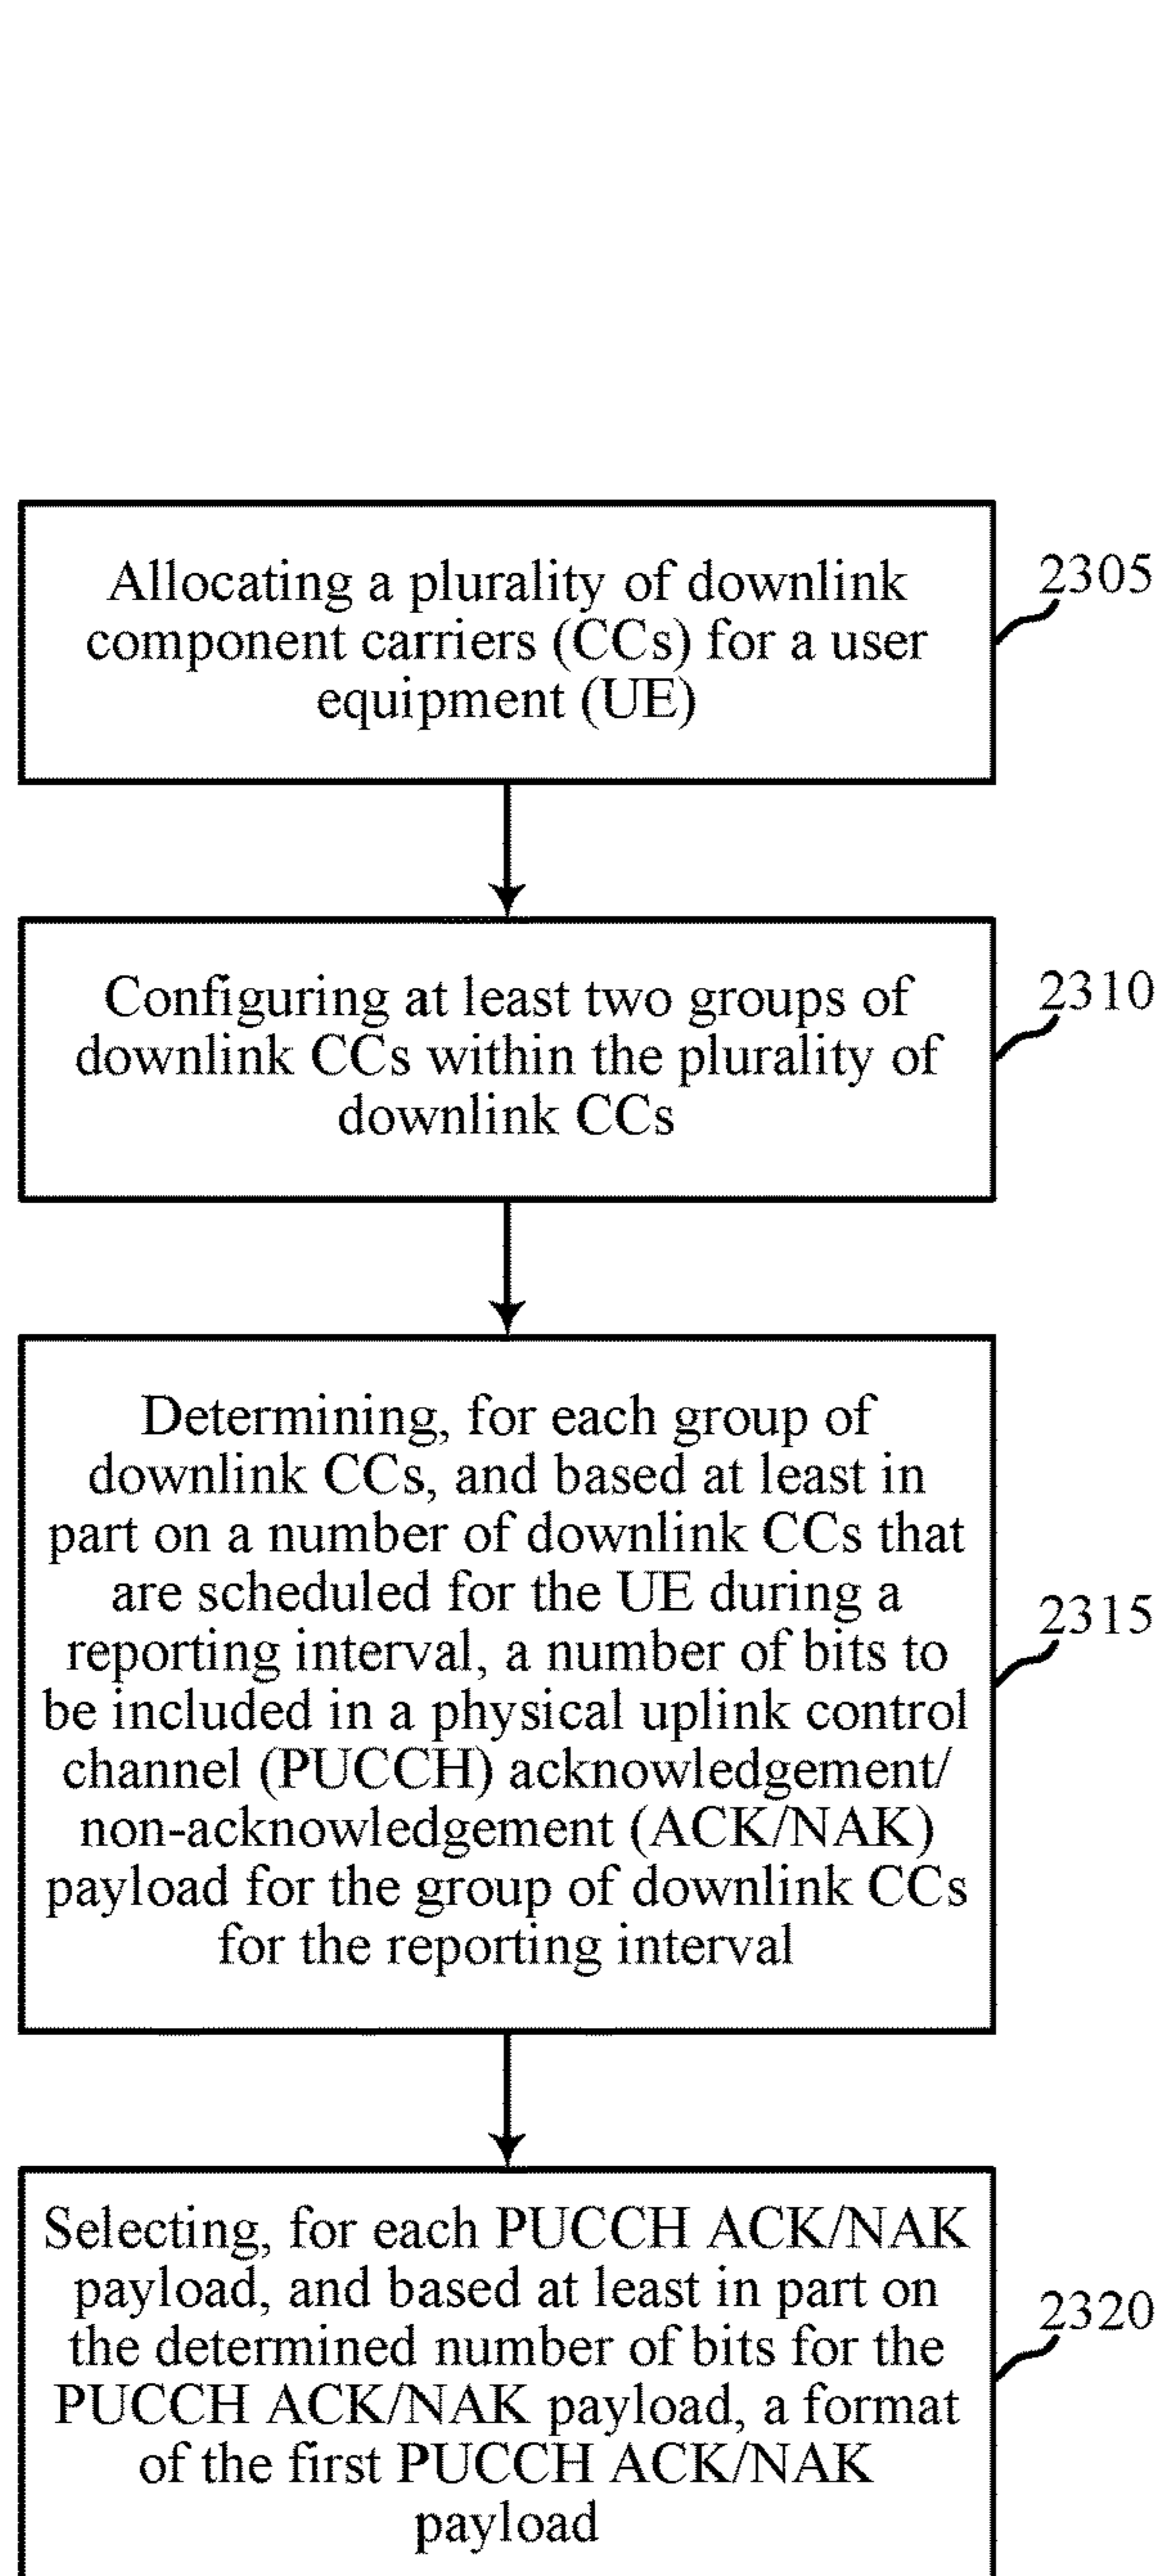 Allocating a plurality of downlink
component carriers (CCs) for a user
equipment (UE)
2305
Configuring at least two groups of
downlink CCs within the plurality of
downlink CCs
2310
Determining, for each group of
downlink CCs, and based at least in
part on a number of downlink CCs that
are scheduled for the UE during a
reporting interval, a number of bits to
be included in a physical uplink control
channel (PUCCH) acknowledgement/
non-acknowledgement (ACK/NAK)
payload for the group of downlink CCs
for the reporting interval
2315
Selecting, for each PUCCH ACK/NAK
payload, and based at least in part on
the determined number of bits for the
PUCCH ACK/NAK payload, a format
of the first PUCCH ACK/NAK
payload
2320